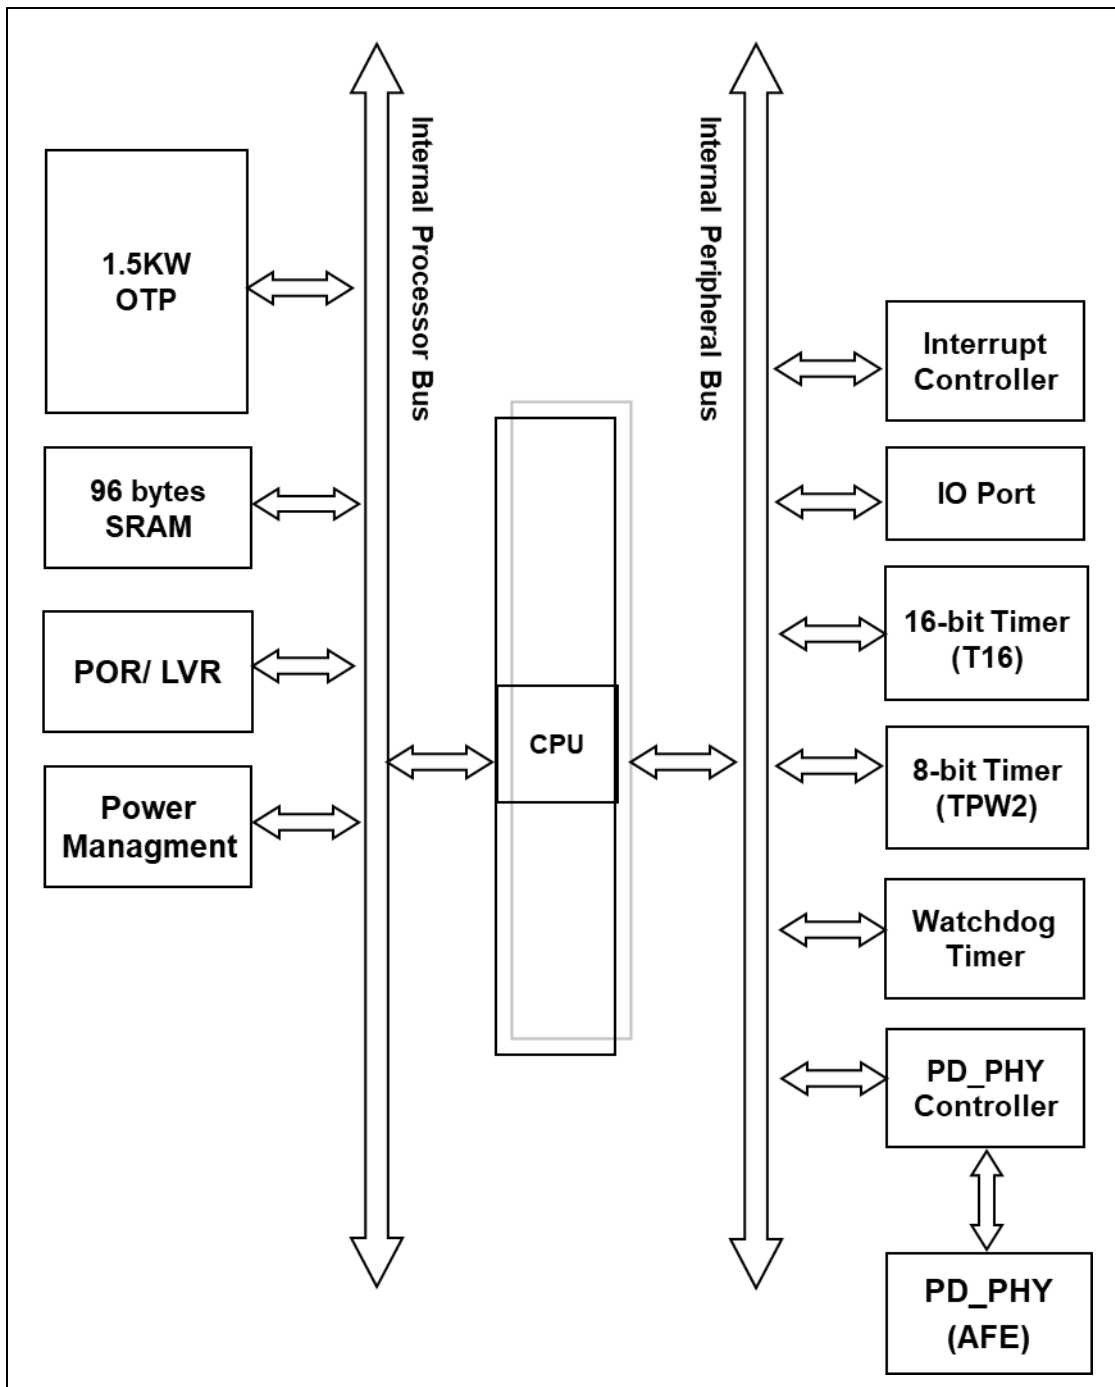 Internal Processor Bus
Internal Peripheral Bus
1.5KW
OTP
96 bytes
SRAM
POR/ LVR
Power
Managment
CPU
Interrupt
Controller
IO Port
16-bit Timer
(T16)
8-bit Timer
(TPW2)
Watchdog
Timer
PD_PHY
Controller
PD_PHY
(AFE)